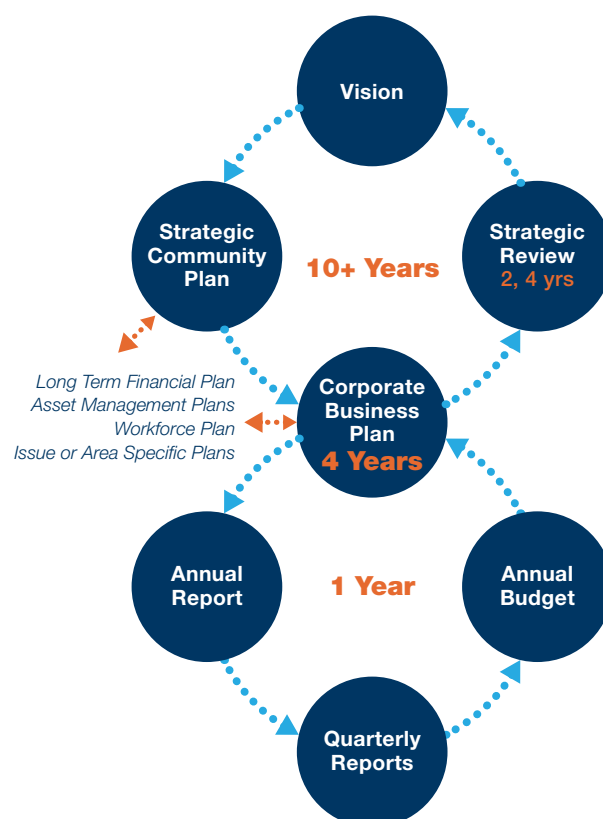 Vision
Strategic
Community
Plan
10+ Years
Strategic
Review
2, 4 yrs
Long Term Financial Plan
Asset Management Plans
Workforce Plan
Issue or Area Specific Plans
Corporate
Business
Plan
4 Years
Annual
Report
1 Year
Annual
Budget
Quarterly
Reports